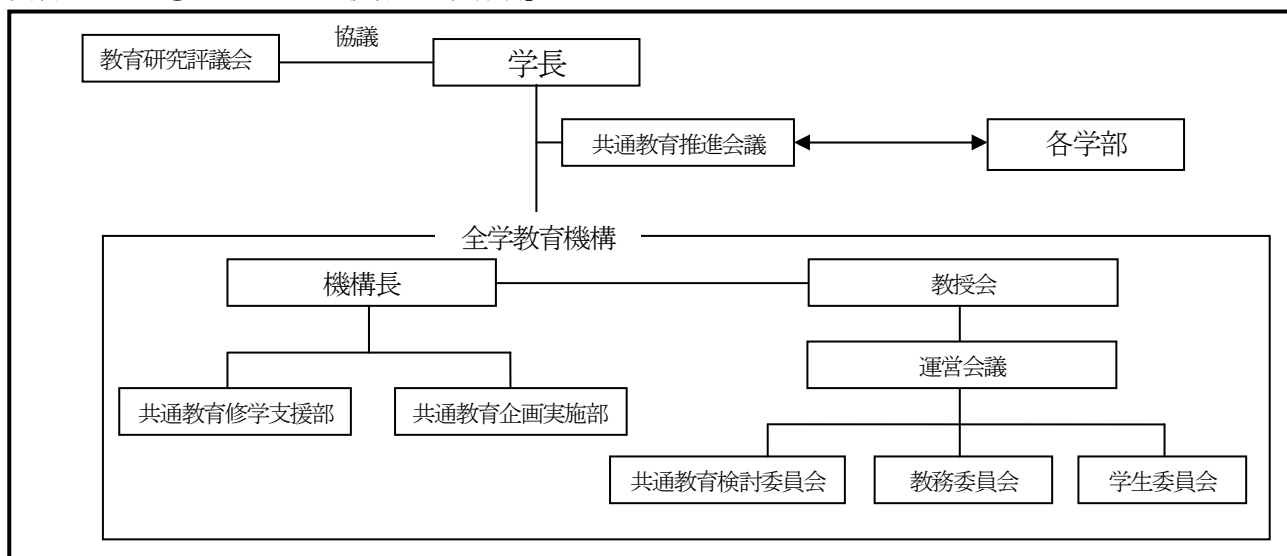 協議
教育研究評議会
学長
共通教育推進会議
各学部
全学教育機構
機構長
教授会
運営会議
共通教育修学支援部
共通教育企画実施部
共通教育検討委員会
教務委員会
学生委員会